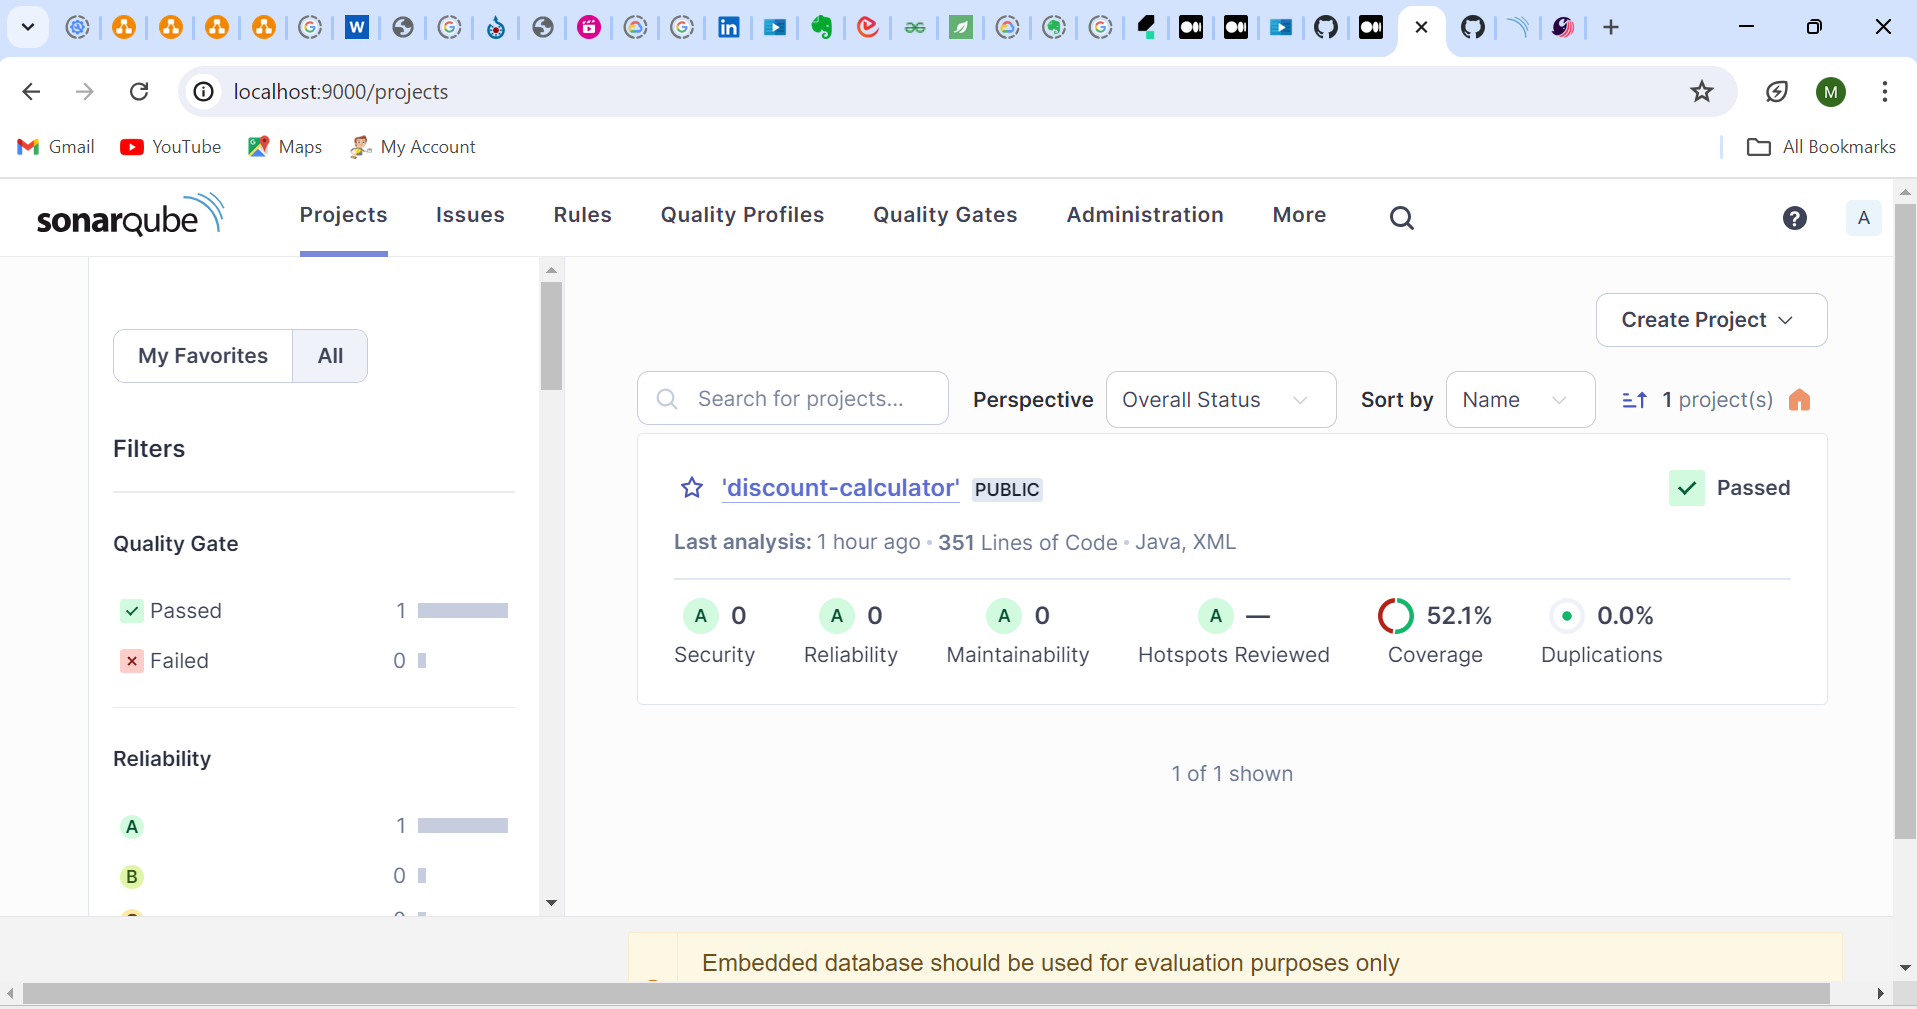 localhost:9000/projects
M
Gmail YouTube Maps My Account All Bookmarks
sonarqube Projects Issues Rules Quality Profiles Quality Gates Administration More ? A
My Favorites All
Filters
Quality Gate
Passed 1
Failed 0
Reliability
A 1
B 0
Create Project
Search for projects... Perspective Overall Status Sort by Name 1 project(s)
'discount-calculator' PUBLIC Passed
Last analysis: 1 hour ago • 351 Lines of Code • Java, XML
A 0 A 0 A 0 A — 52.1% 0.0%
Security Reliability Maintainability Hotspots Reviewed Coverage Duplications
1 of 1 shown
Embedded database should be used for evaluation purposes only